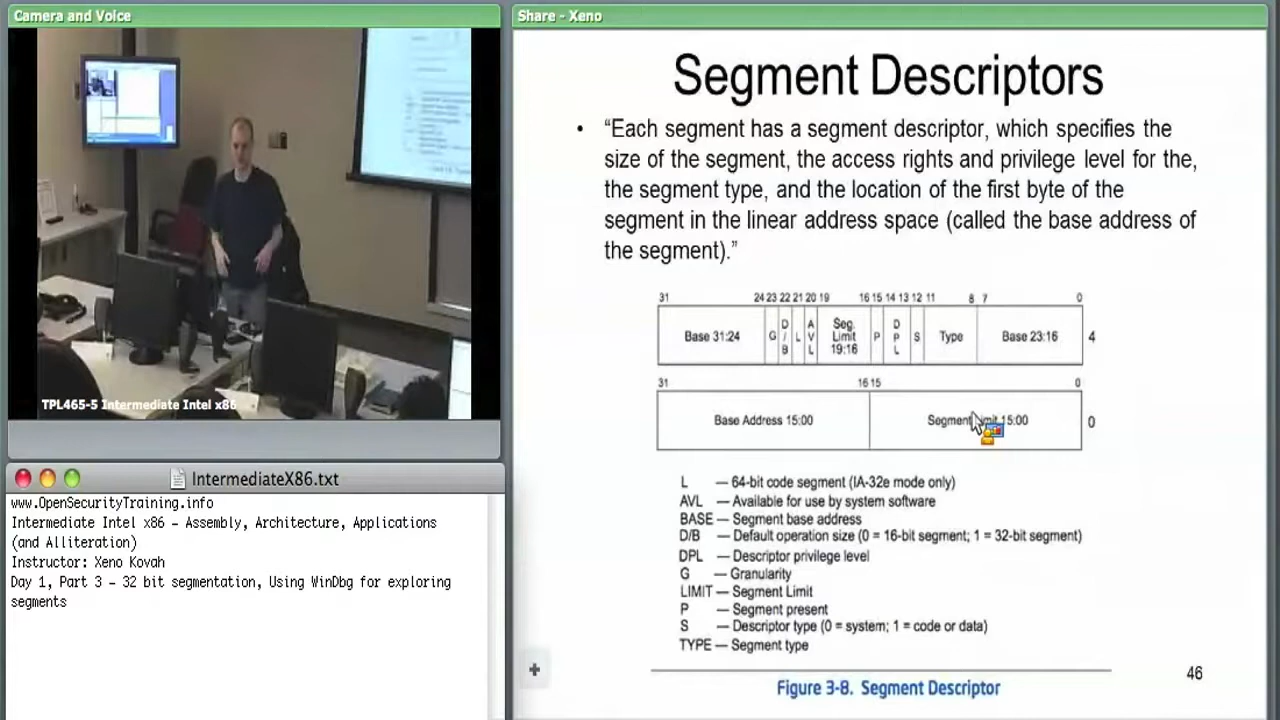 Camera and Voice
TPL465-5 Intermediate Intel x86
IntermediateX86.txt
www.OpenSecurityTraining.info
Intermediate Intel x86 – Assembly, Architecture, Applications
(and Alliteration)
Instructor: Xeno Kovah
Day 1, Part 3 – 32 bit segmentation, Using WinDbg for exploring
segments
Share - Xeno
Segment Descriptors
• “Each segment has a segment descriptor, which specifies the
size of the segment, the access rights and privilege level for the,
the segment type, and the location of the first byte of the
segment in the linear address space (called the base address of
the segment).”
31 24 23 22 21 20 19 16 15 14 13 12 11 8 7 0
Base 31:24 G D/B L AVL Seg. Limit 19:16 P DPL S Type Base 23:16 4
31 16 15 0
Base Address 15:00 Segment Limit 15:00 0
L — 64-bit code segment (IA-32e mode only)
AVL — Available for use by system software
BASE — Segment base address
D/B — Default operation size (0 = 16-bit segment; 1 = 32-bit segment)
DPL — Descriptor privilege level
G — Granularity
LIMIT — Segment Limit
P — Segment present
S — Descriptor type (0 = system; 1 = code or data)
TYPE — Segment type
Figure 3-8. Segment Descriptor
46